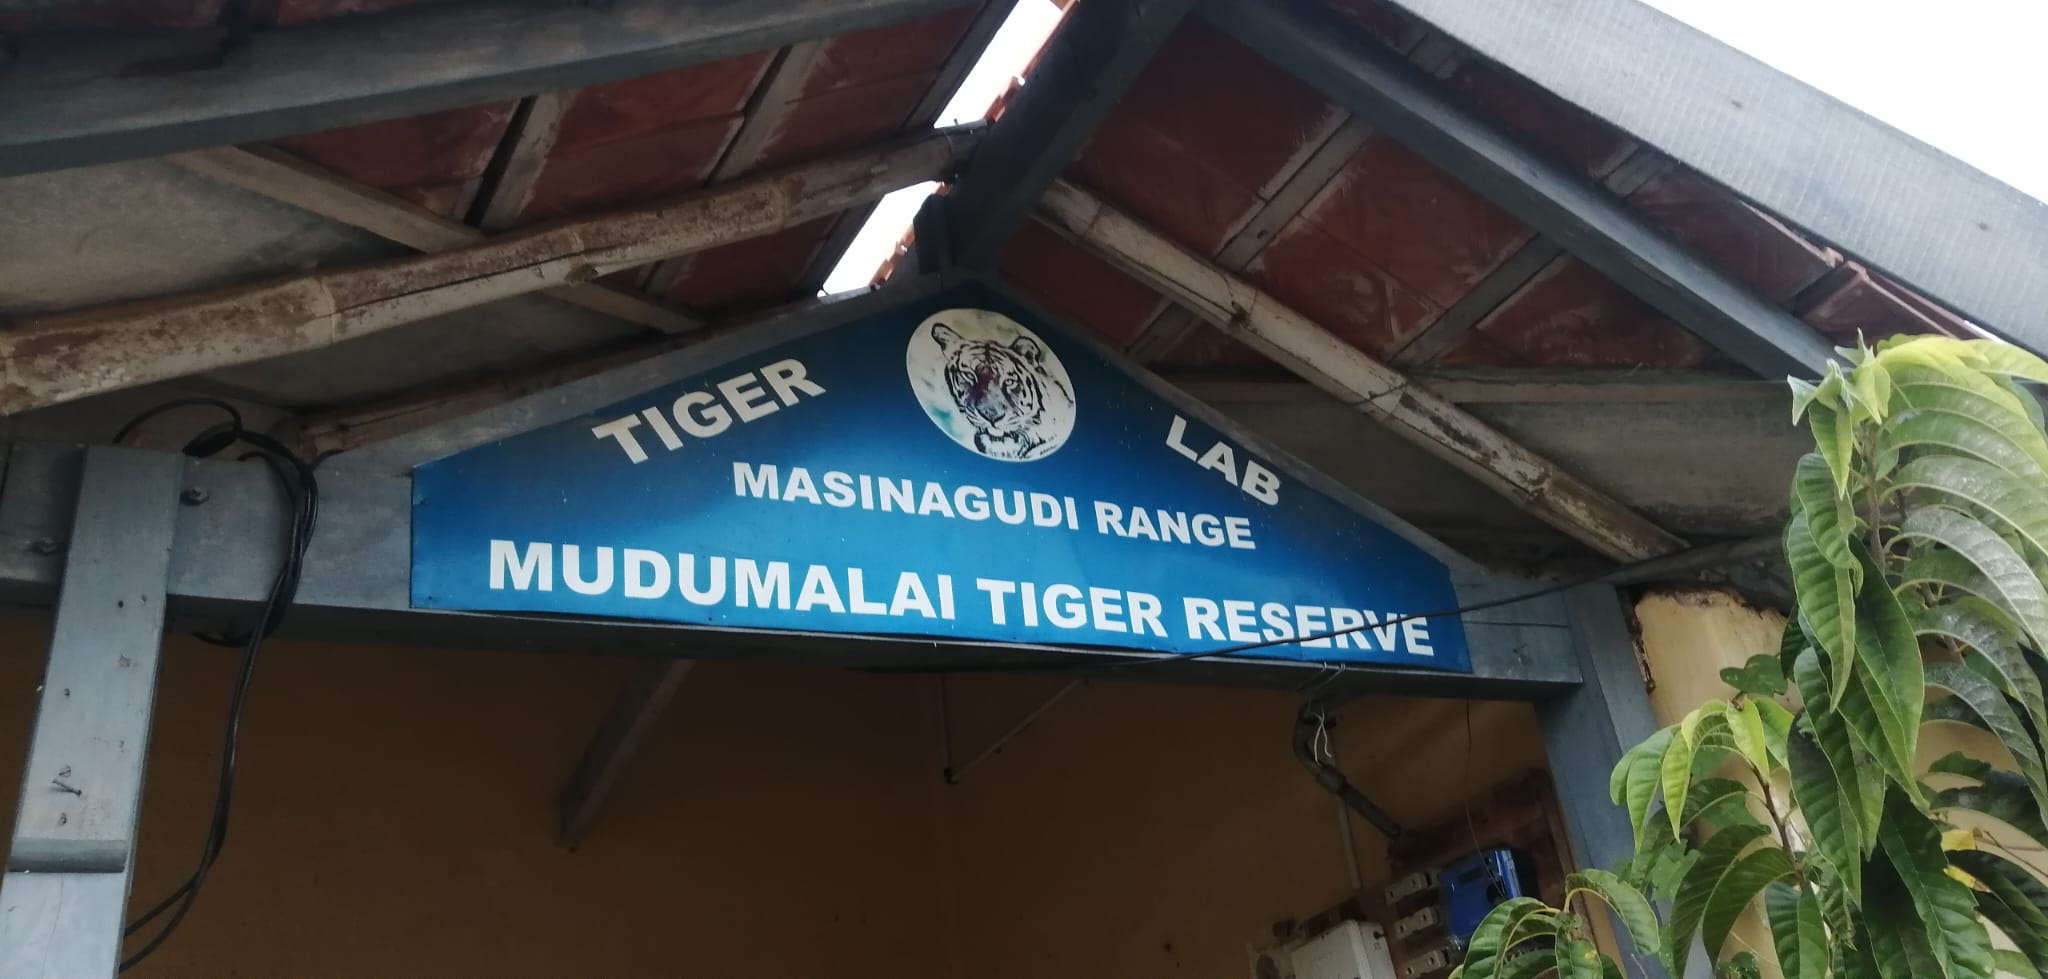 TIGER LAB
MASINAGUDI RANGE
MUDUMALAI TIGER RESERVE